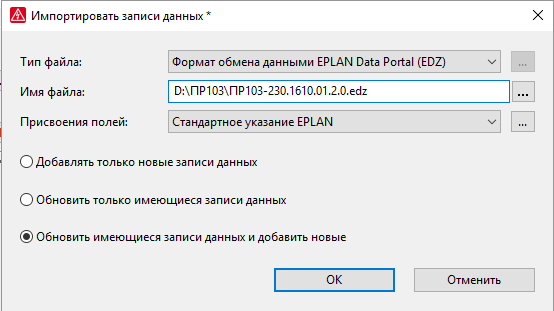 Импортировать записи данных *
Тип файла: Формат обмена данными EPLAN Data Portal (EDZ) ...
Имя файла: D:\ПР103\ПР103-230.1610.01.2.0.edz ...
Присвоения полей: Стандартное указание EPLAN ...
Добавлять только новые записи данных
Обновить только имеющиеся записи данных
Обновить имеющиеся записи данных и добавить новые
ОК Отменить